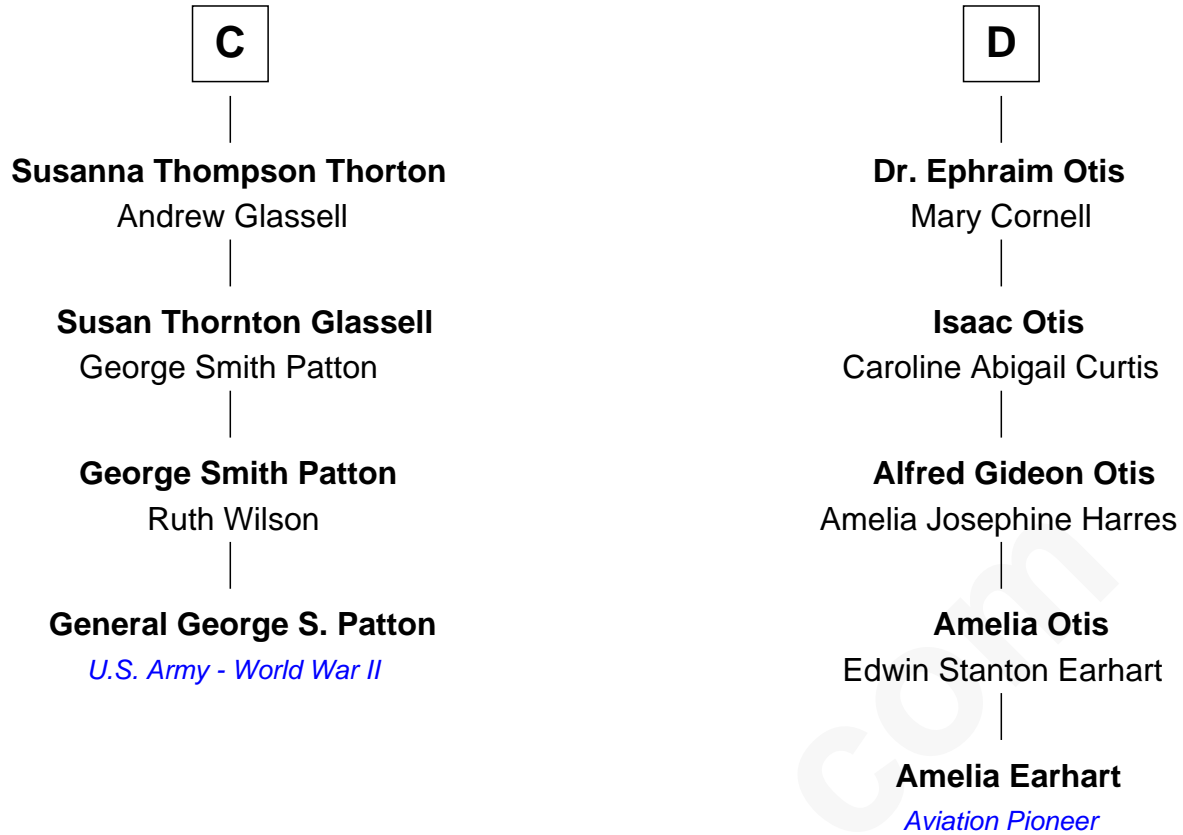 C
Susanna Thompson Thorton
Andrew Glassell
Susan Thornton Glassell
George Smith Patton
George Smith Patton
Ruth Wilson
General George S. Patton
U.S. Army - World War II
D
Dr. Ephraim Otis
Mary Cornell
Isaac Otis
Caroline Abigail Curtis
Alfred Gideon Otis
Amelia Josephine Harres
Amelia Otis
Edwin Stanton Earhart
Amelia Earhart
Aviation Pioneer
com